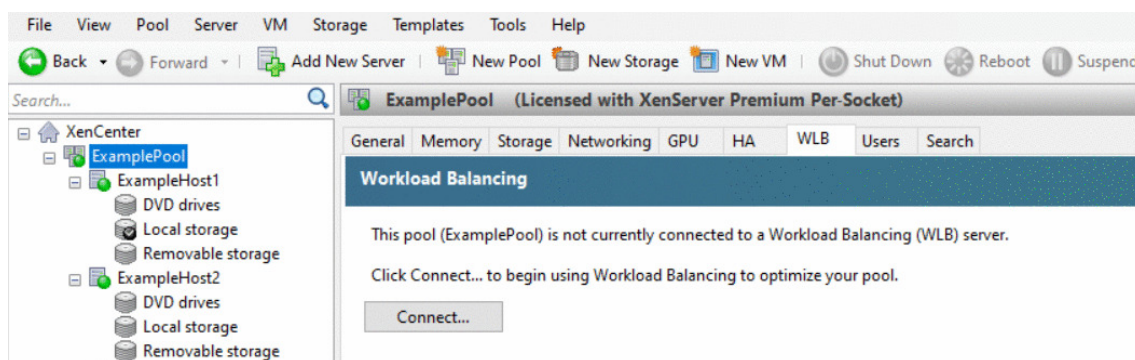 File View Pool Server VM Storage Templates Tools Help
Back Forward Add New Server New Pool New Storage New VM Shut Down Reboot Suspend
Search...
ExamplePool (Licensed with XenServer Premium Per-Socket)
XenCenter
ExamplePool
ExampleHost1
DVD drives
Local storage
Removable storage
ExampleHost2
DVD drives
Local storage
Removable storage
General Memory Storage Networking GPU HA WLB Users Search
Workload Balancing
This pool (ExamplePool) is not currently connected to a Workload Balancing (WLB) server.
Click Connect... to begin using Workload Balancing to optimize your pool.
Connect...